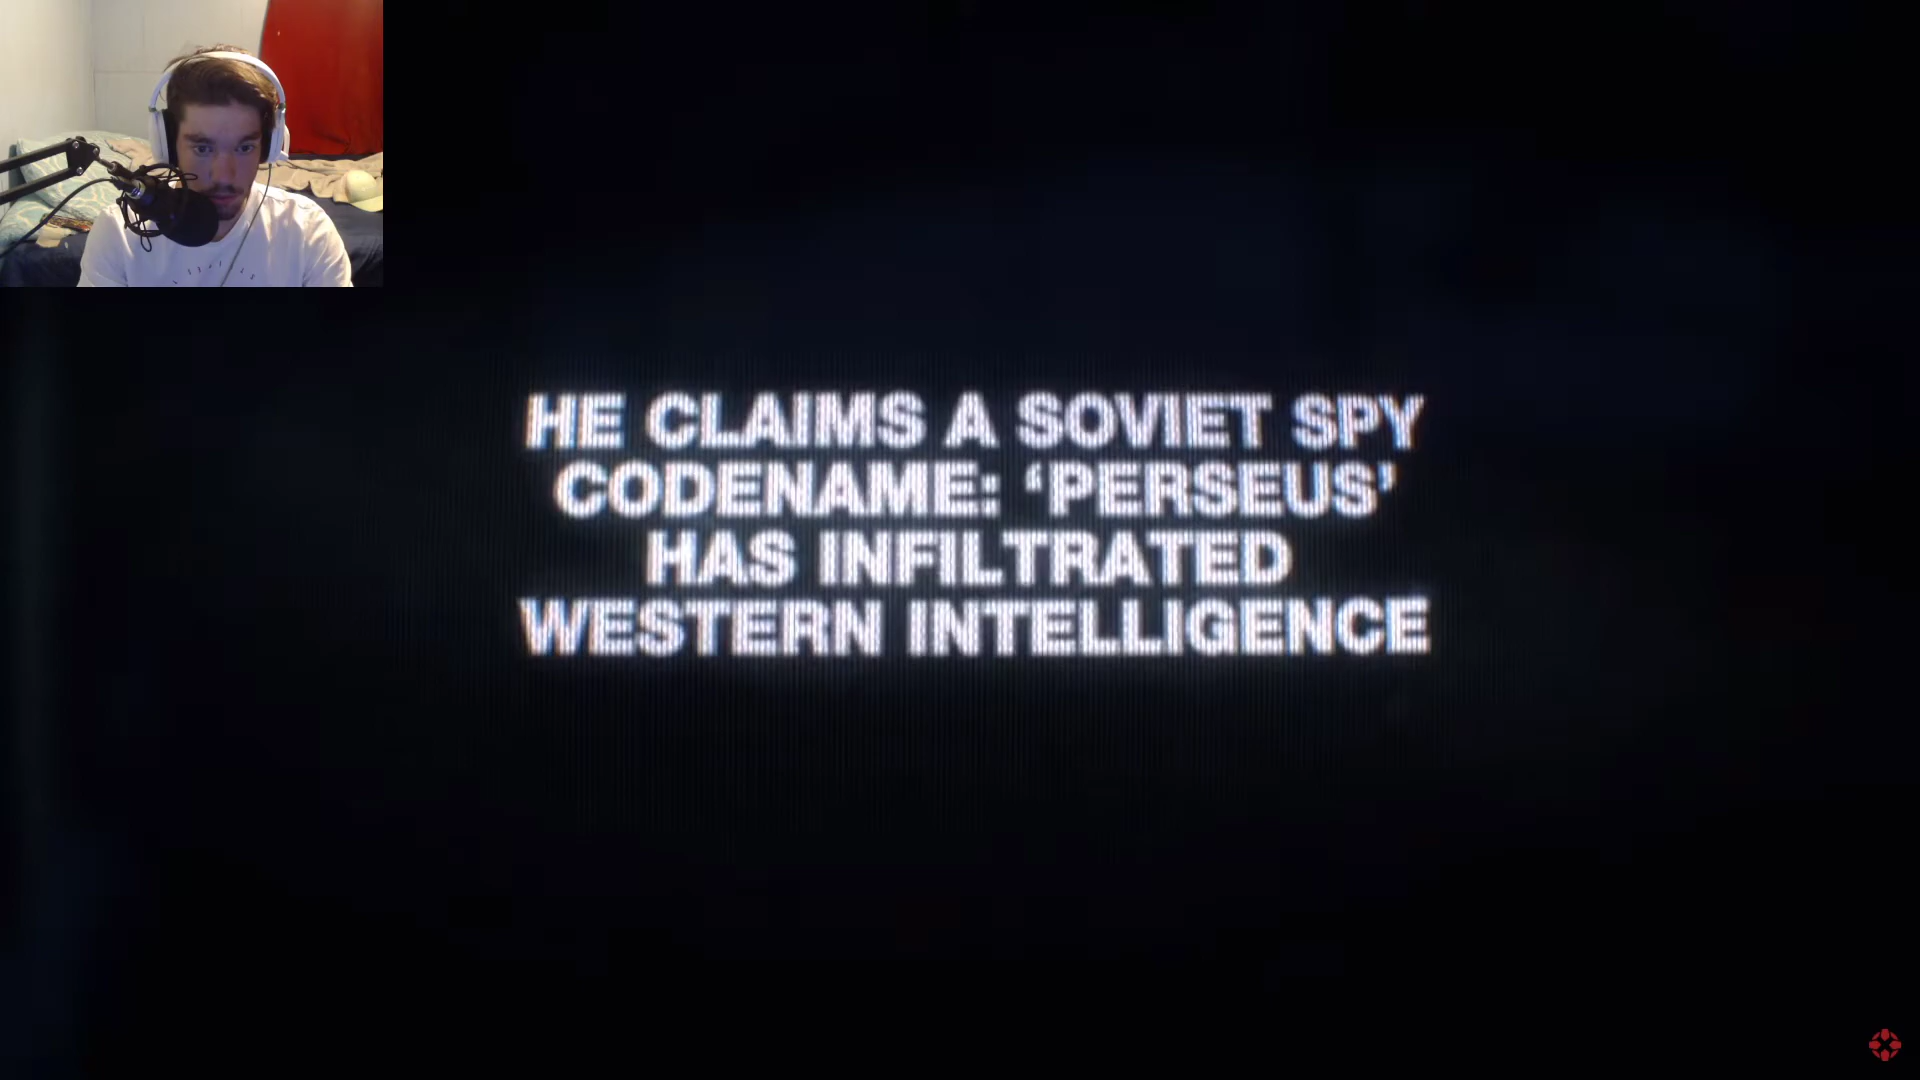 HE CLAIMS A SOVIET SPY
CODENAME: ‘PERSEUS’
HAS INFILTRATED
WESTERN INTELLIGENCE